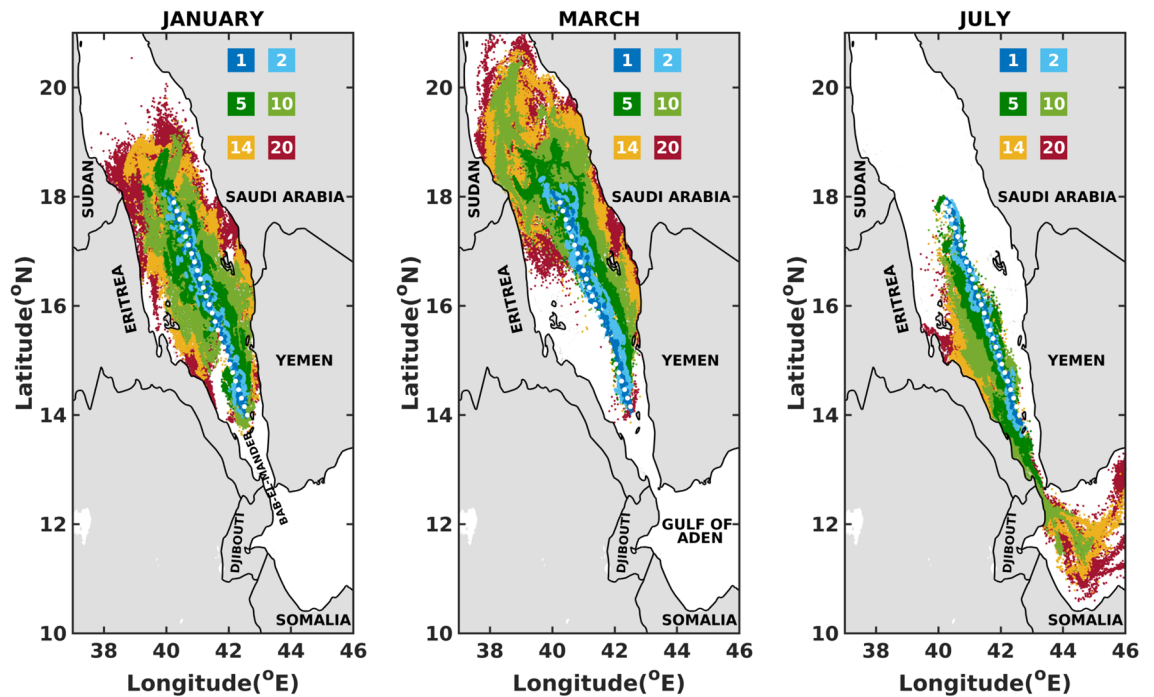 JANUARY
MARCH
JULY
1 2
5 10
14 20
1 2
5 10
14 20
1 2
5 10
14 20
SUDAN
SAUDI ARABIA
ERITREA
YEMEN
BAB-EL-MANDEB
DJIBOUTI
SOMALIA
SUDAN
SAUDI ARABIA
ERITREA
YEMEN
DJIBOUTI
GULF OF
ADEN
SOMALIA
SUDAN
SAUDI ARABIA
ERITREA
YEMEN
DJIBOUTI
SOMALIA
Latitude(°N)
20
18
16
14
12
10
Latitude(°N)
20
18
16
14
12
10
Latitude(°N)
20
18
16
14
12
10
38 40 42 44 46
38 40 42 44 46
38 40 42 44 46
Longitude(°E)
Longitude(°E)
Longitude(°E)